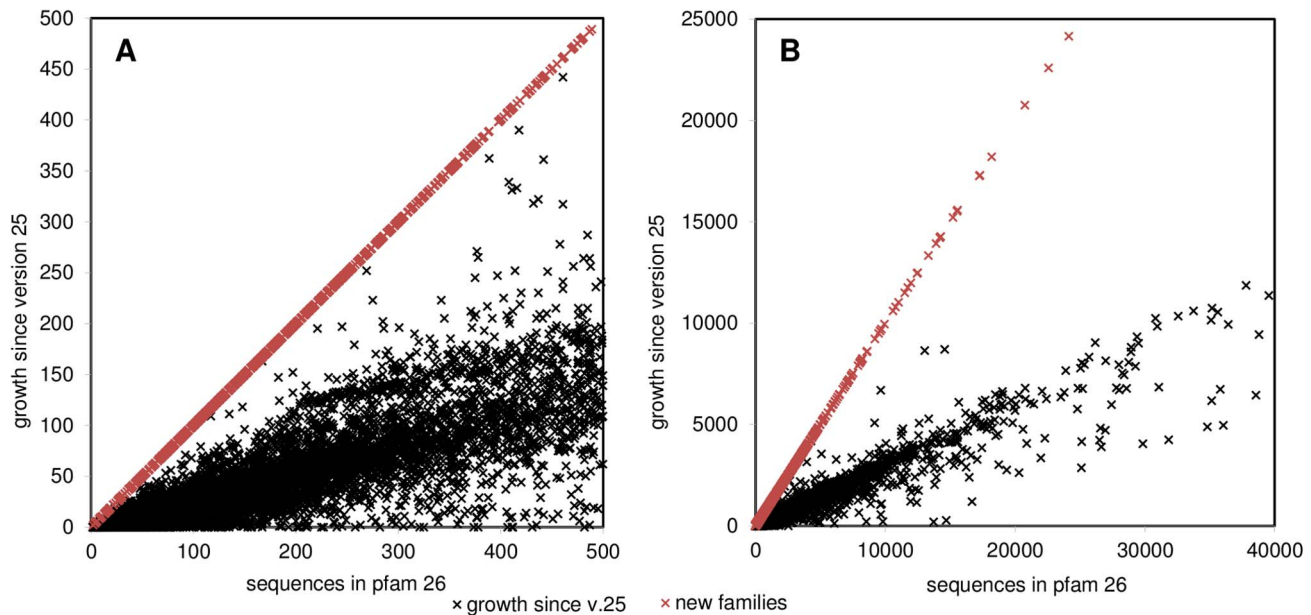 A
growth since version 25
500
450
400
350
300
250
200
150
100
50
0
0 100 200 300 400 500
sequences in pfam 26
B
growth since version 25
25000
20000
15000
10000
5000
0
0 10000 20000 30000 40000
sequences in pfam 26
growth since v.25 new families